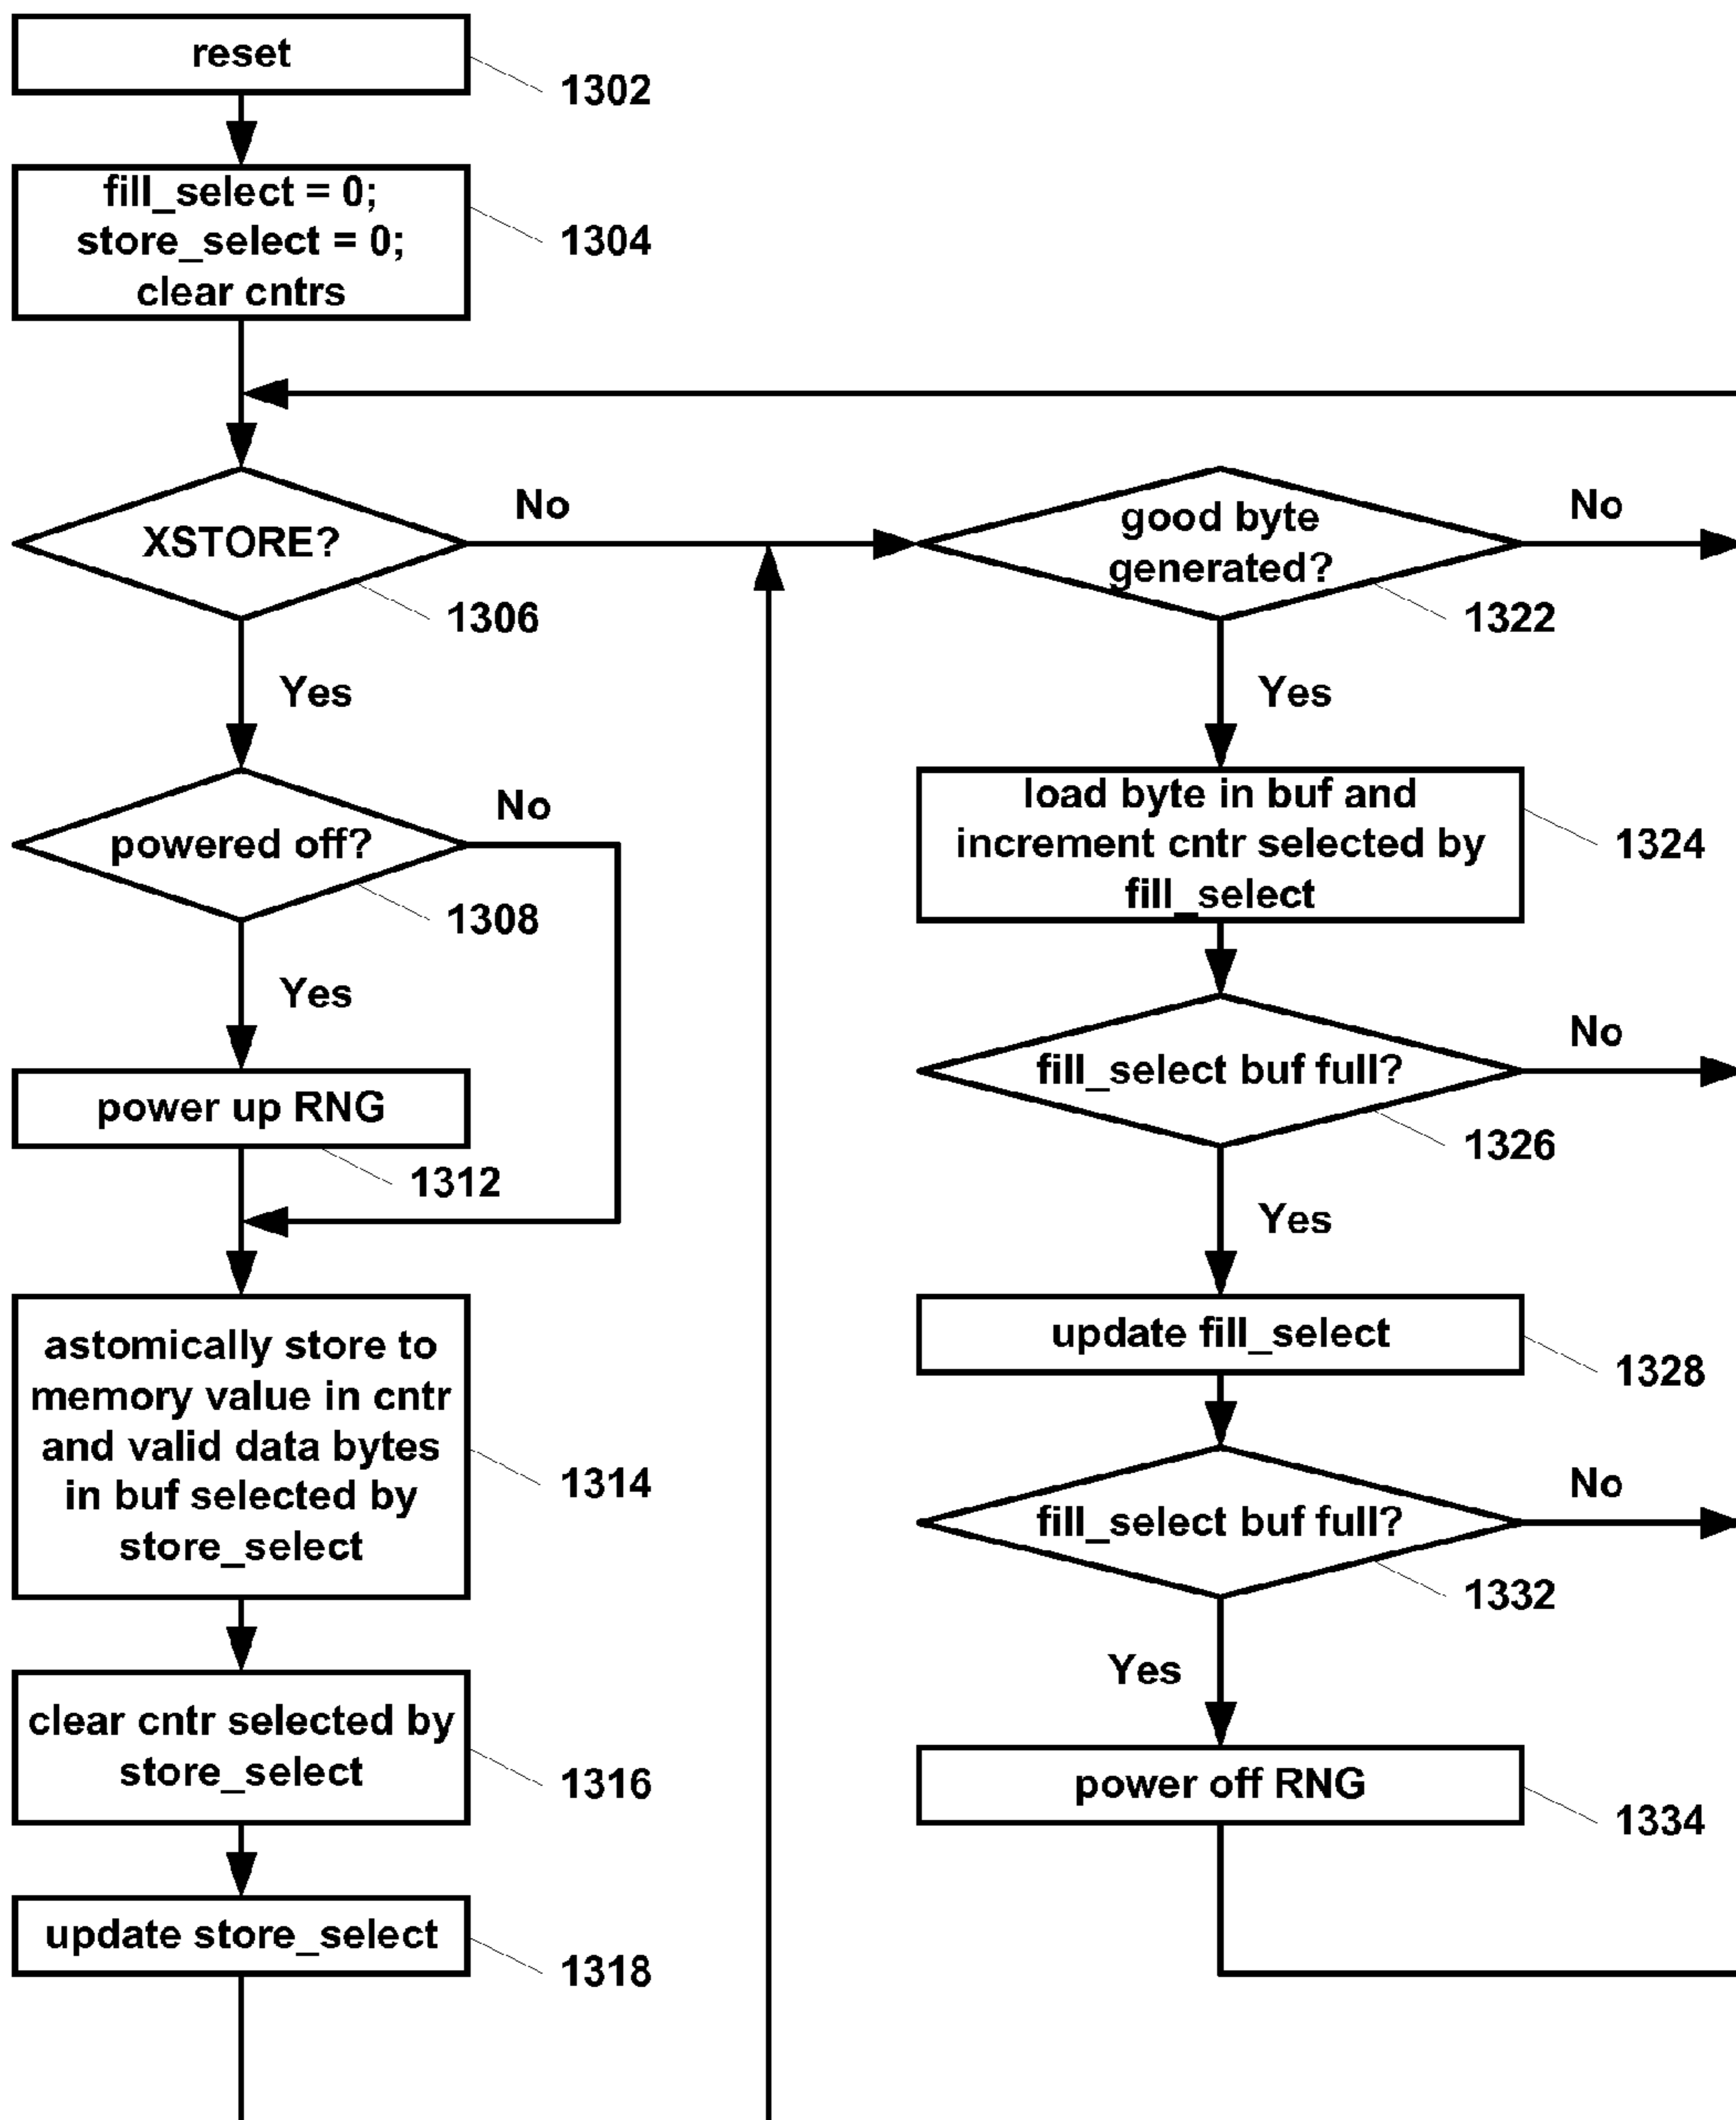 reset
1302
fill_select = 0;
store_select = 0;
clear cntrs
1304
XSTORE?
No
1306
Yes
powered off?
No
1308
Yes
power up RNG
1312
astomically store to
memory value in cntr
and valid data bytes
in buf selected by
store_select
1314
clear cntr selected by
store_select
1316
update store_select
1318
good byte
generated?
No
1322
Yes
load byte in buf and
increment cntr selected by
fill_select
1324
fill_select buf full?
No
1326
Yes
update fill_select
1328
fill_select buf full?
No
1332
Yes
power off RNG
1334